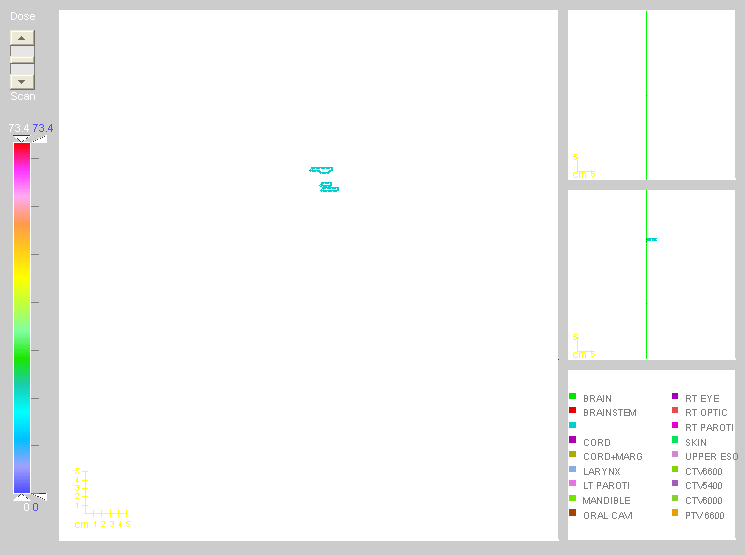 Dose
Scan
73.4 73.4
0 0
5
4
3
2
1
cm 1 2 3 4 5
5
cm 5
5
cm 5
BRAIN
BRAINSTEM
CORD
CORD+MARG
LARYNX
LT PAROTI
MANDIBLE
ORAL CAVI
RT EYE
RT OPTIC
RT PAROTI
SKIN
UPPER ESO
CTV6600
CTV5400
CTV6000
PTV6600